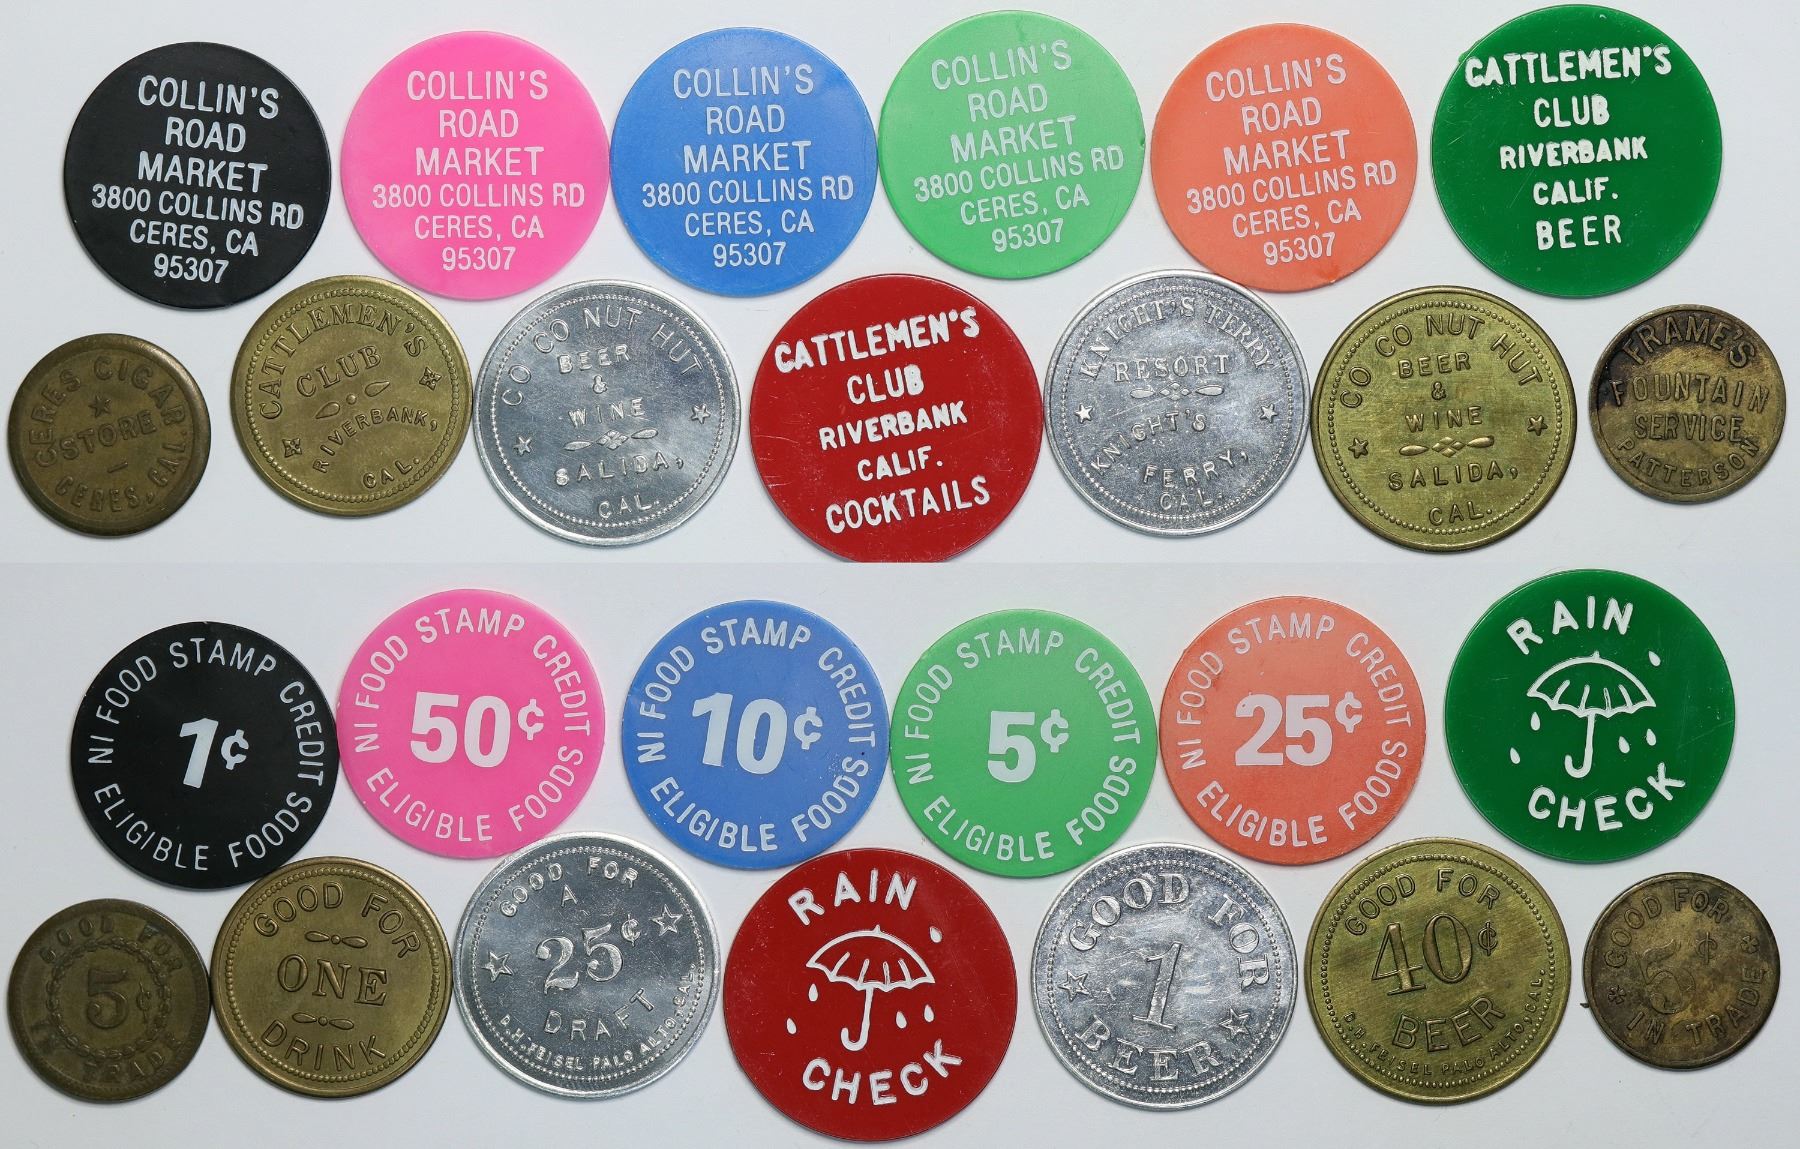 COLLIN'S
ROAD
MARKET
3800 COLLINS RD
CERES, CA
95307
COLLIN'S
ROAD
MARKET
3800 COLLINS RD
CERES, CA
95307
COLLIN'S
ROAD
MARKET
3800 COLLINS RD
CERES, CA
95307
COLLIN'S
ROAD
MARKET
3800 COLLINS RD
CERES, CA
95307
COLLIN'S
ROAD
MARKET
3800 COLLINS RD
CERES, CA
95307
CATTLEMEN'S
CLUB
RIVERBANK
CALIF.
BEER
CERES CIGAR
STORE
CERES, CAL.
CATTLEMEN'S
CLUB
RIVERBANK,
CAL.
CO CO NUT HUT
BEER
&
WINE
SALIDA,
CAL.
CATTLEMEN'S
CLUB
RIVERBANK
CALIF.
COCKTAILS
KNIGHT'S FERRY
RESORT
KNIGHT'S
FERRY,
CAL.
CO CO NUT HUT
BEER
&
WINE
SALIDA,
CAL.
FRAME'S
FOUNTAIN
SERVICE
PATTERSON
NI FOOD STAMP CREDIT
1¢
ELIGIBLE FOODS
NI FOOD STAMP CREDIT
50¢
ELIGIBLE FOODS
NI FOOD STAMP CREDIT
10¢
ELIGIBLE FOODS
NI FOOD STAMP CREDIT
5¢
ELIGIBLE FOODS
NI FOOD STAMP CREDIT
25¢
ELIGIBLE FOODS
RAIN
CHECK
GOOD FOR
5¢
IN TRADE
GOOD FOR
ONE
DRINK
GOOD FOR
A
25¢
DRAFT
D.H. FEISEL PALO ALTO, CAL.
RAIN
CHECK
GOOD FOR
1
BEER
GOOD FOR
40¢
BEER
D.H. FEISEL PALO ALTO, CAL.
GOOD FOR
5¢
IN TRADE